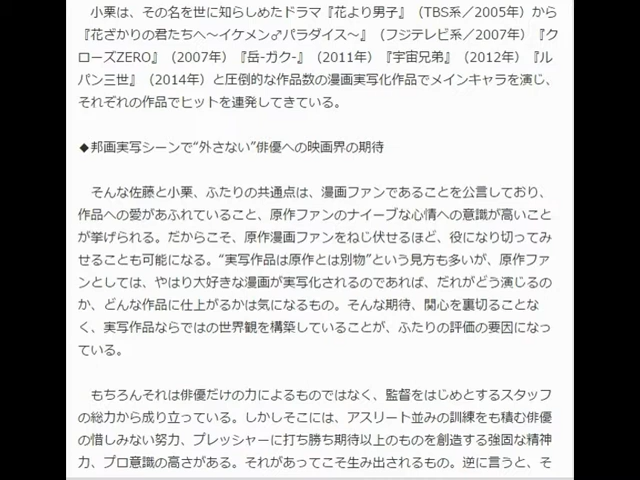 小栗は、その名を世に知らしめたドラマ『花より男子』（TBS系／2005年）から
『花ざかりの君たちへ～イケメン♂パラダイス～』（フジテレビ系／2007年）『ク
ローズZERO』（2007年）『岳-ガク-』（2011年）『宇宙兄弟』（2012年）『ル
パン三世』（2014年）と圧倒的な作品数の漫画実写化作品でメインキャラを演じ、
それぞれの作品でヒットを連発してきている。
◆邦画実写シーンで“外さない”俳優への映画界の期待
そんな佐藤と小栗、ふたりの共通点は、漫画ファンであることを公言しており、
作品への愛があふれていること、原作ファンのナイーブな心情への意識が高いこと
が挙げられる。だからこそ、原作漫画ファンをねじ伏せるほど、役になり切ってみ
せることも可能になる。“実写作品は原作とは別物”という見方も多いが、原作ファ
ンとしては、やはり大好きな漫画が実写化されるのであれば、だれがどう演じるの
か、どんな作品に仕上がるかは気になるもの。そんな期待、関心を裏切ることな
く、実写作品ならではの世界観を構築していることが、ふたりの評価の要因になっ
ている。
もちろんそれは俳優だけの力によるものではなく、監督をはじめとするスタッフ
の総力から成り立っている。しかしそこには、アスリート並みの訓練をも積む俳優
の惜しみない努力、プレッシャーに打ち勝ち期待以上のものを創造する強固な精神
力、プロ意識の高さがある。それがあってこそ生み出されるもの。逆に言うと、そ